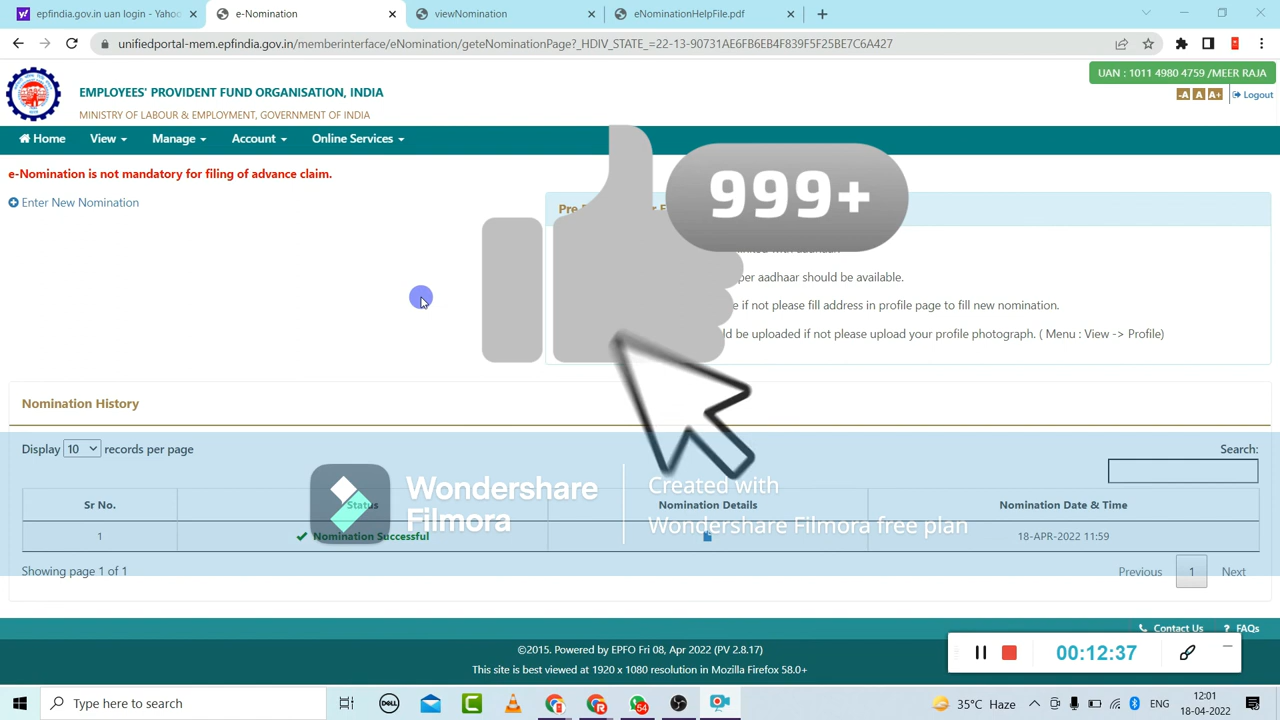 epfindia.gov.in uan login - Yahoo
e-Nomination
viewNomination
eNominationHelpFile.pdf
unifiedportal-mem.epfindia.gov.in/memberinterface/eNomination/getNominationPage?_HDIV_STATE_=22-13-90731AE6FB6EB4F839F5F25BE7C6A427
UAN : 1011 4980 4759 /MEER RAJA
EMPLOYEES' PROVIDENT FUND ORGANISATION, INDIA
-A A A+ Logout
MINISTRY OF LABOUR & EMPLOYMENT, GOVERNMENT OF INDIA
Home View Manage Account Online Services
e-Nomination is not mandatory for filing of advance claim.
999+
Enter New Nomination
per aadhaar should be available.
if not please fill address in profile page to fill new nomination.
be uploaded if not please upload your profile photograph. ( Menu : View -> Profile)
Nomination History
Display 10 records per page
Search:
Wondershare Filmora
Created with
Wondershare Filmora free plan
Sr No. Status Nomination Details Nomination Date & Time
1 Nomination Successful 18-APR-2022 11:59
Showing page 1 of 1
Previous 1 Next
Contact Us ? FAQs
©2015. Powered by EPFO Fri 08, Apr 2022 (PV 2.8.17)
This site is best viewed at 1920 x 1080 resolution in Mozilla Firefox 58.0+
00:12:37
Type here to search
DELL
54
35°C Haze
ENG
12:01
18-04-2022